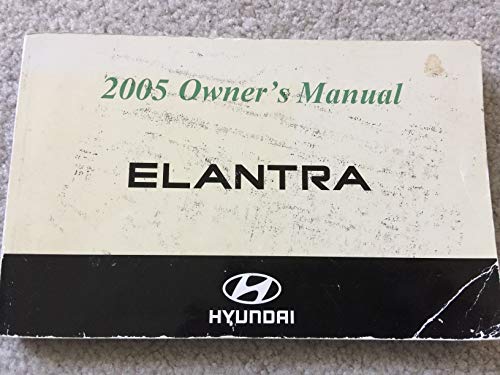 2005 Owner's Manual
ELANTRA
HYUNDAI